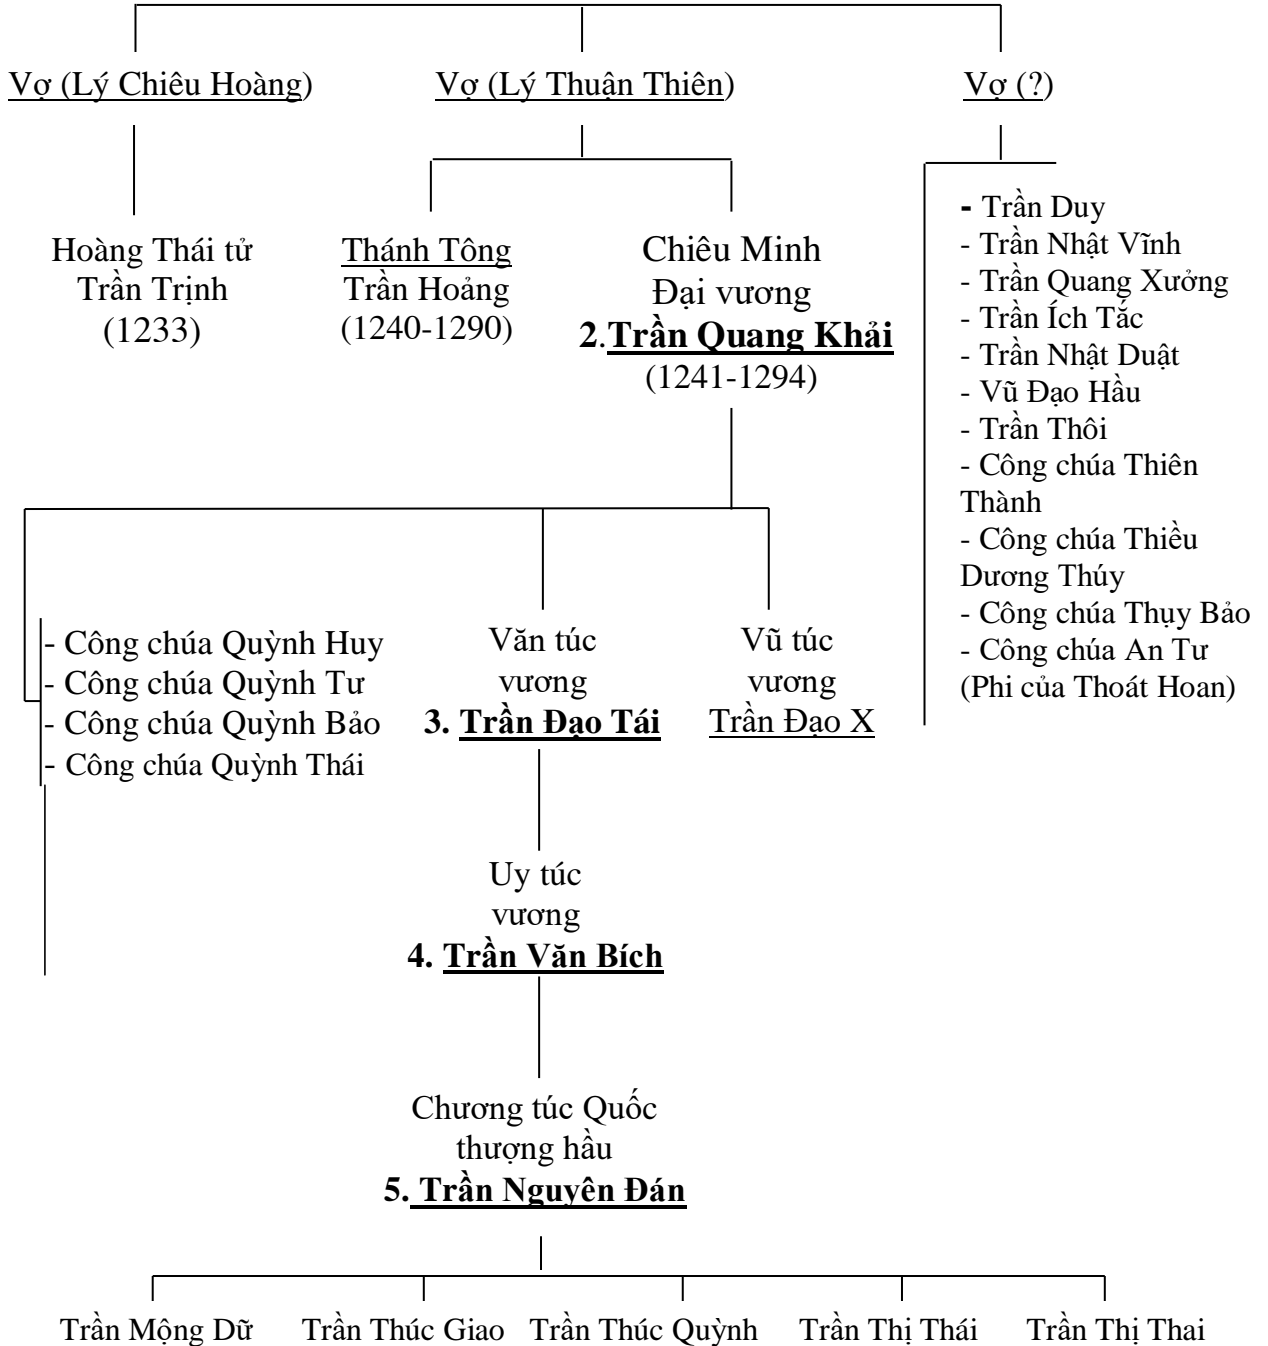 Vợ (Lý Chiêu Hoàng)
Vợ (Lý Thuận Thiên)
Vợ (?)
Hoàng Thái tử
Trần Trịnh
(1233)
Thánh Tông
Trần Hoảng
(1240-1290)
Chiêu Minh
Đại vương
2.Trần Quang Khải
(1241-1294)
- Trần Duy
- Trần Nhật Vĩnh
- Trần Quang Xưởng
- Trần Ích Tắc
- Trần Nhật Duật
- Vũ Đạo Hầu
- Trần Thôi
- Công chúa Thiên
Thành
- Công chúa Thiều
Dương Thúy
- Công chúa Thụy Bảo
- Công chúa An Tư
(Phi của Thoát Hoan)
- Công chúa Quỳnh Huy
- Công chúa Quỳnh Tư
- Công chúa Quỳnh Bảo
- Công chúa Quỳnh Thái
Văn túc
vương
3. Trần Đạo Tái
Vũ túc
vương
Trần Đạo X
Uy túc
vương
4. Trần Văn Bích
Chương túc Quốc
thượng hầu
5. Trần Nguyên Đán
Trần Mộng Dữ
Trần Thúc Giao
Trần Thúc Quỳnh
Trần Thị Thái
Trần Thị Thai